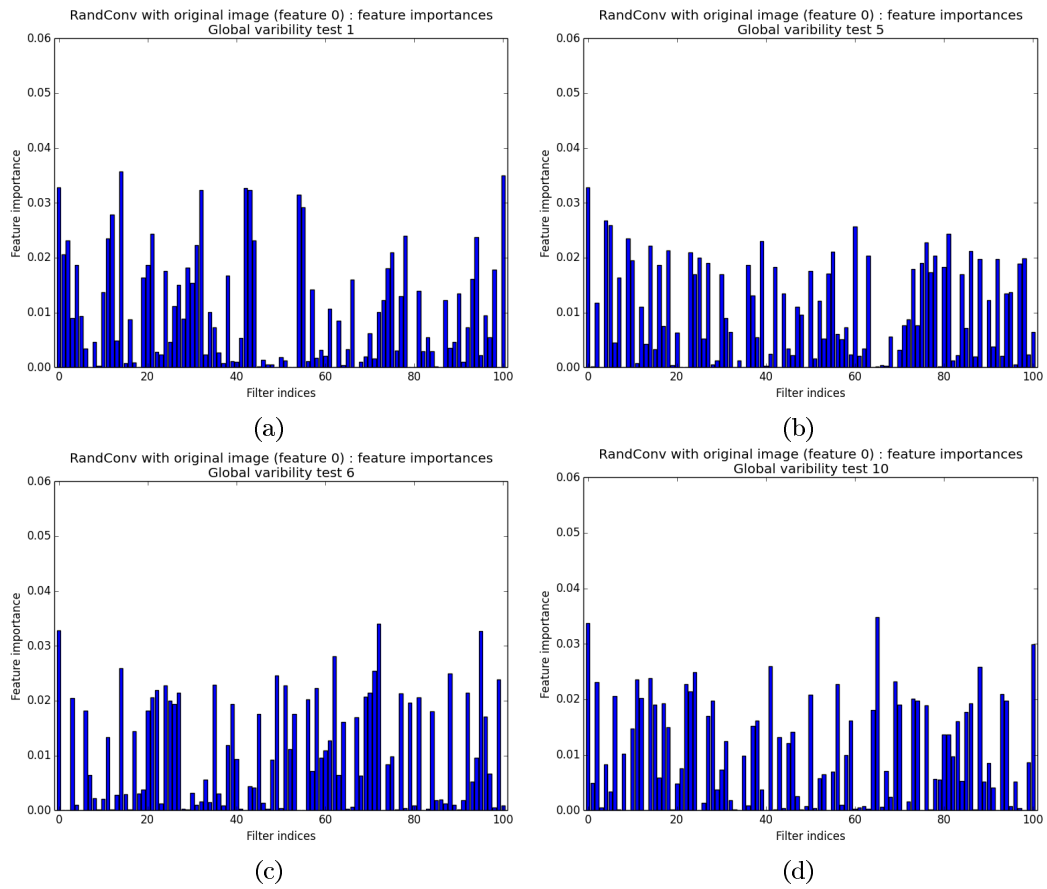 RandConv with original image (feature 0) : feature importances
Global varibility test 1
0.06
0.05
0.04
0.03
0.02
0.01
0.00
Feature importance
0 20 40 60 80 100
Filter indices
(a)
RandConv with original image (feature 0) : feature importances
Global varibility test 5
0.06
0.05
0.04
0.03
0.02
0.01
0.00
Feature importance
0 20 40 60 80 100
Filter indices
(b)
RandConv with original image (feature 0) : feature importances
Global varibility test 6
0.06
0.05
0.04
0.03
0.02
0.01
0.00
Feature importance
0 20 40 60 80 100
Filter indices
(c)
RandConv with original image (feature 0) : feature importances
Global varibility test 10
0.06
0.05
0.04
0.03
0.02
0.01
0.00
Feature importance
0 20 40 60 80 100
Filter indices
(d)